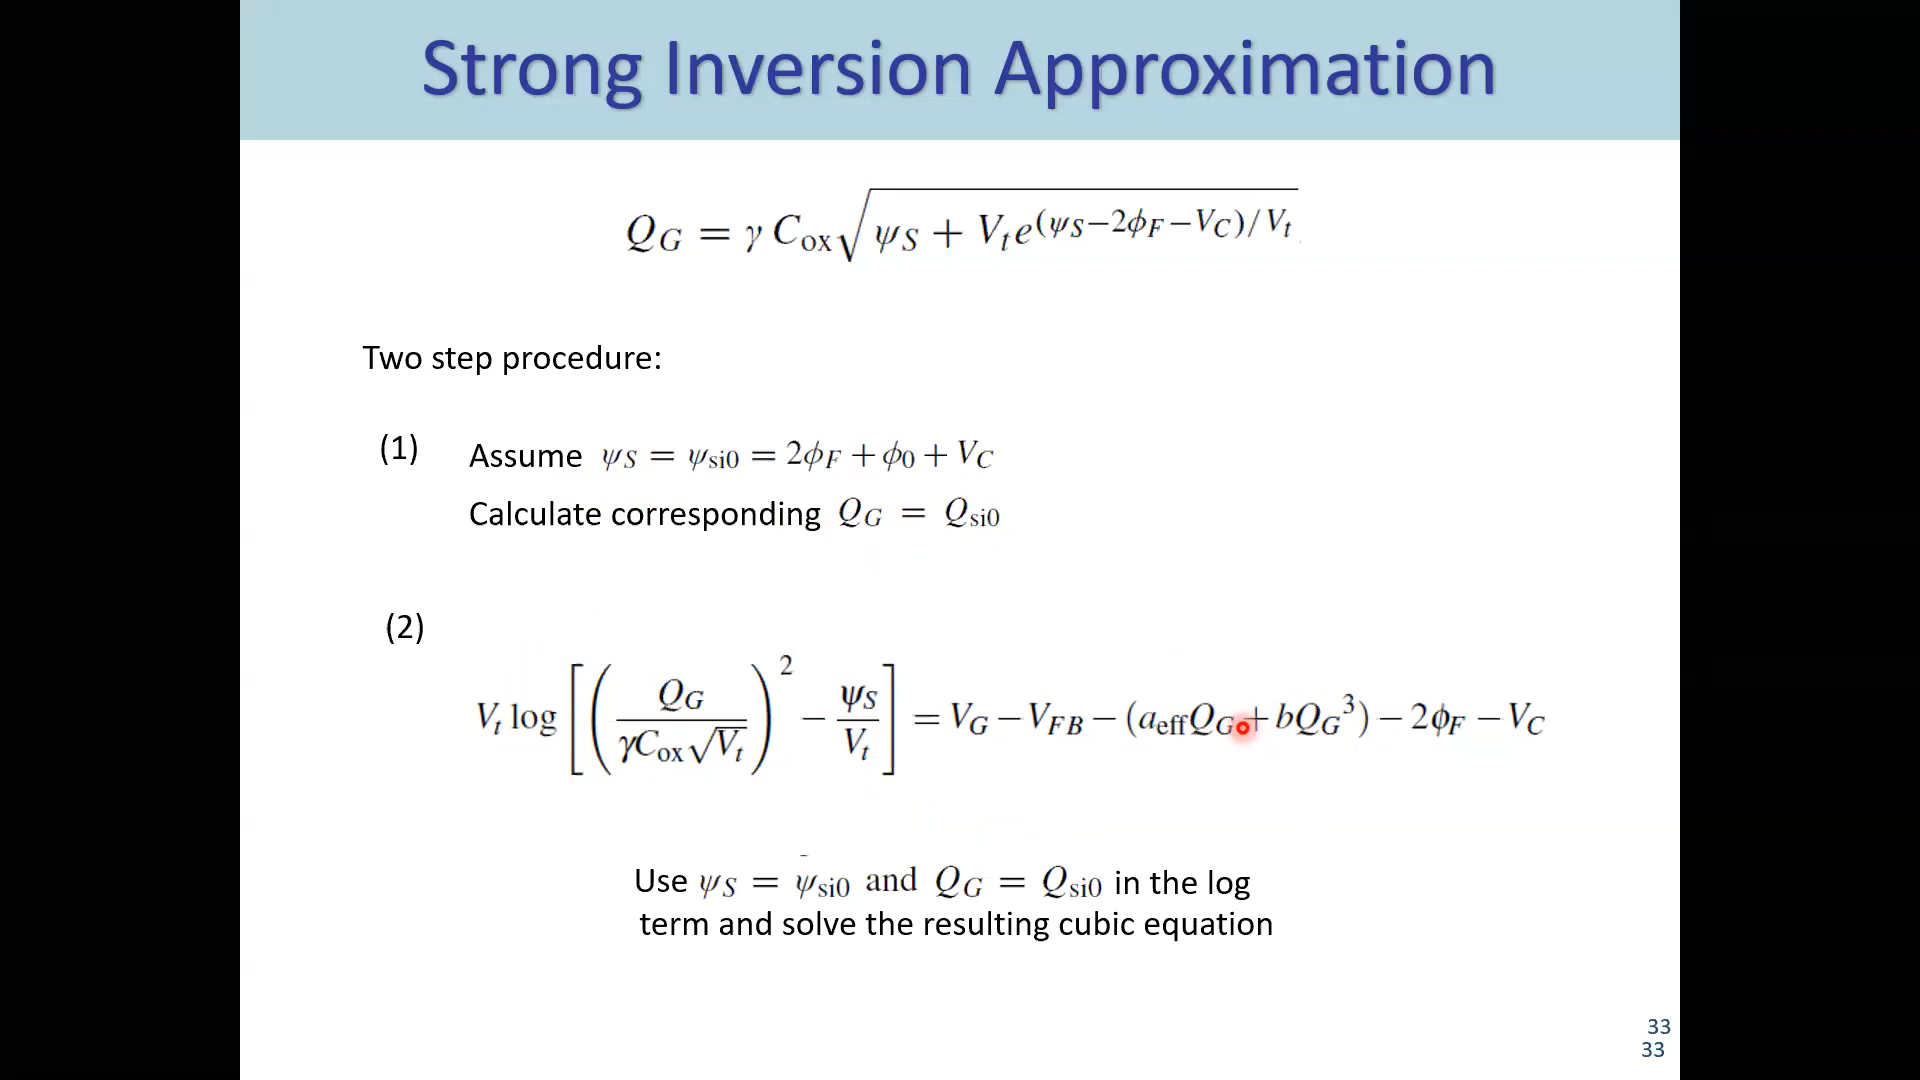 Strong Inversion Approximation
Q_G = γ C_ox √(ψ_S + V_t e^{(ψ_S−2ϕ_F−V_C)/V_t})
Two step procedure:
(1) Assume ψ_S = ψ_si0 = 2ϕ_F + ϕ_0 + V_C
Calculate corresponding Q_G = Q_si0
(2)
V_t log [ ( Q_G / (γC_ox√V_t) )^2 − ψ_S / V_t ] = V_G − V_FB − (a_eff Q_G + bQ_G^3) − 2ϕ_F − V_C
Use ψ_S = ψ_si0 and Q_G = Q_si0 in the log
term and solve the resulting cubic equation
33
33